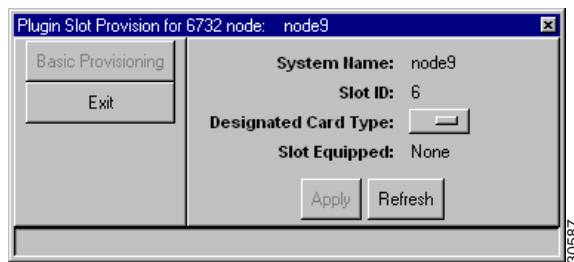 Plugin Slot Provision for 6732 node: node9
Basic Provisioning
Exit
System Name: node9
Slot ID: 6
Designated Card Type:
Slot Equipped: None
Apply Refresh
30587